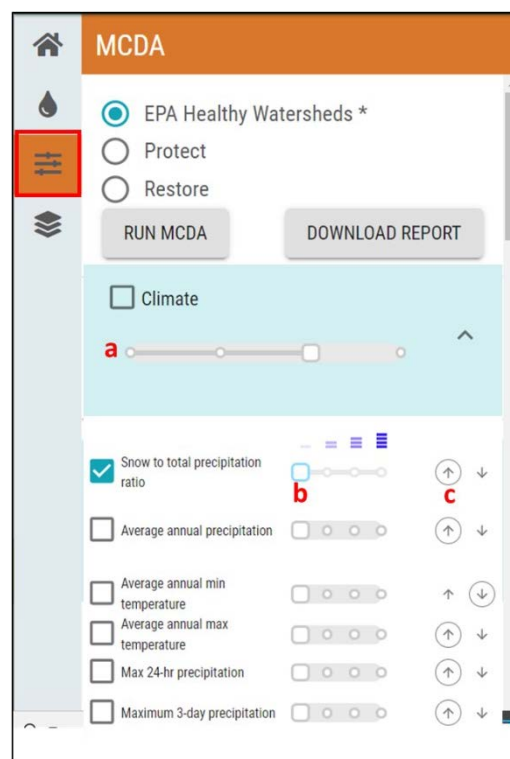 MCDA
EPA Healthy Watersheds *
Protect
Restore
RUN MCDA DOWNLOAD REPORT
Climate
a
Snow to total precipitation
ratio
b c
Average annual precipitation
Average annual min
temperature
Average annual max
temperature
Max 24-hr precipitation
Maximum 3-day precipitation